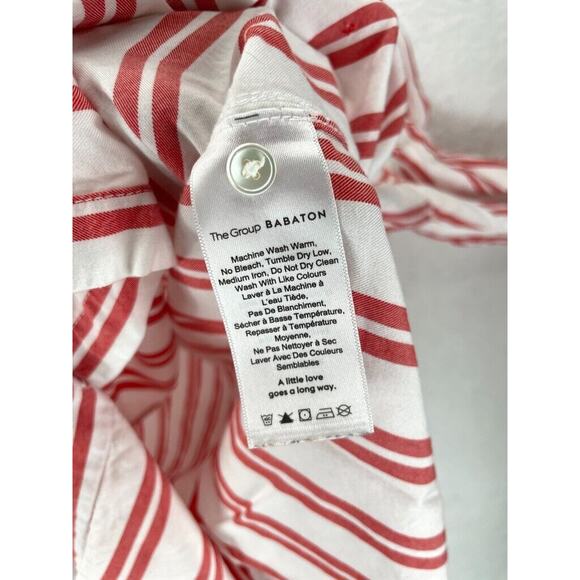 The Group BABATON
Machine Wash Warm,
No Bleach, Tumble Dry Low,
Medium Iron, Do Not Dry Clean
Wash With Like Colours
Laver à La Machine à
L'eau Tiède,
Pas De Blanchiment,
Sécher à Basse Température,
Repasser à Température
Moyenne,
Ne Pas Nettoyer à Sec
Laver Avec Des Couleurs
Semblables
A little love
goes a long way.